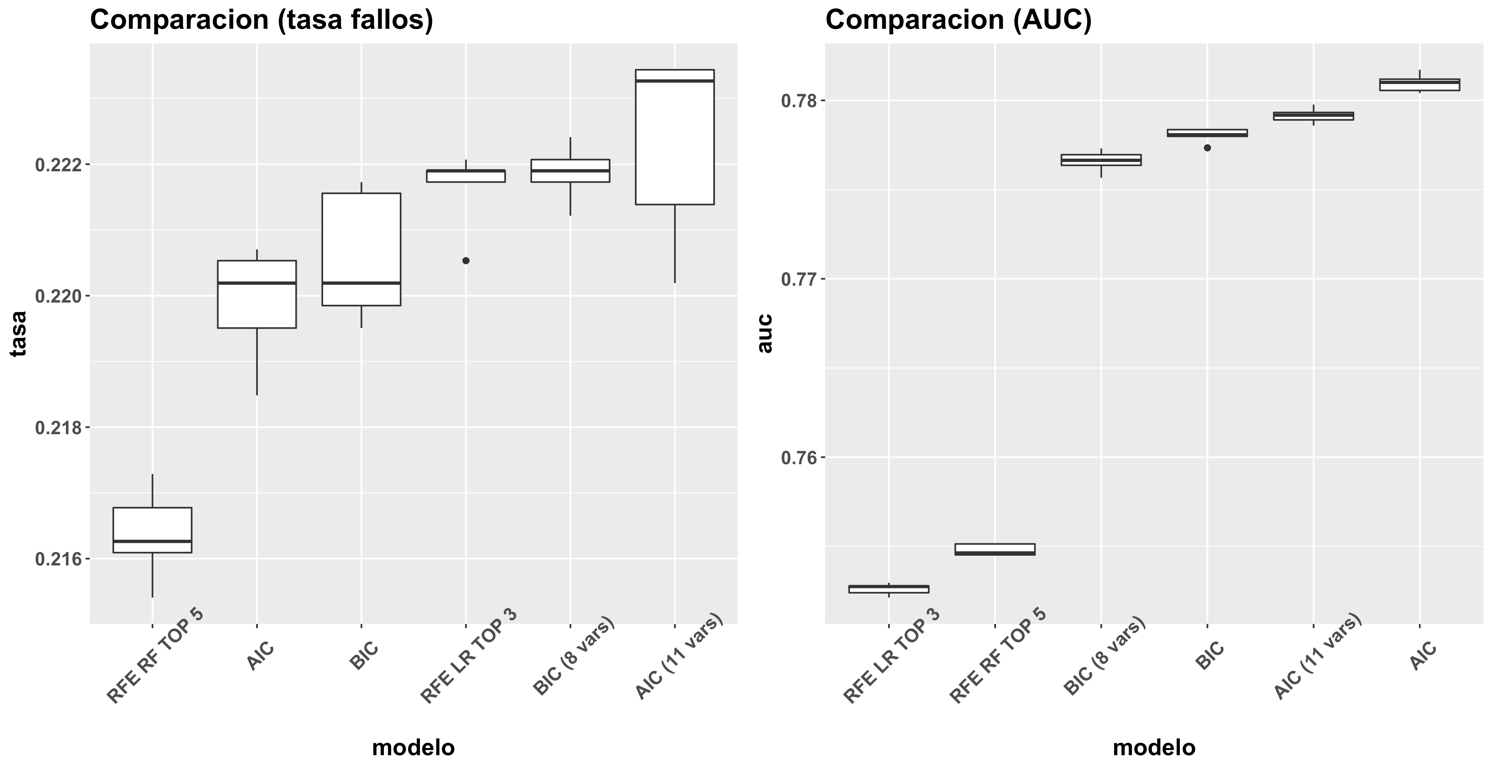 Comparacion (tasa fallos)
tasa
0.222
0.220
0.218
0.216
RFE RF TOP 5
AIC
BIC
RFE LR TOP 3
BIC (8 vars)
AIC (11 vars)
modelo
Comparacion (AUC)
auc
0.78
0.77
0.76
RFE LR TOP 3
RFE RF TOP 5
BIC (8 vars)
BIC
AIC (11 vars)
AIC
modelo